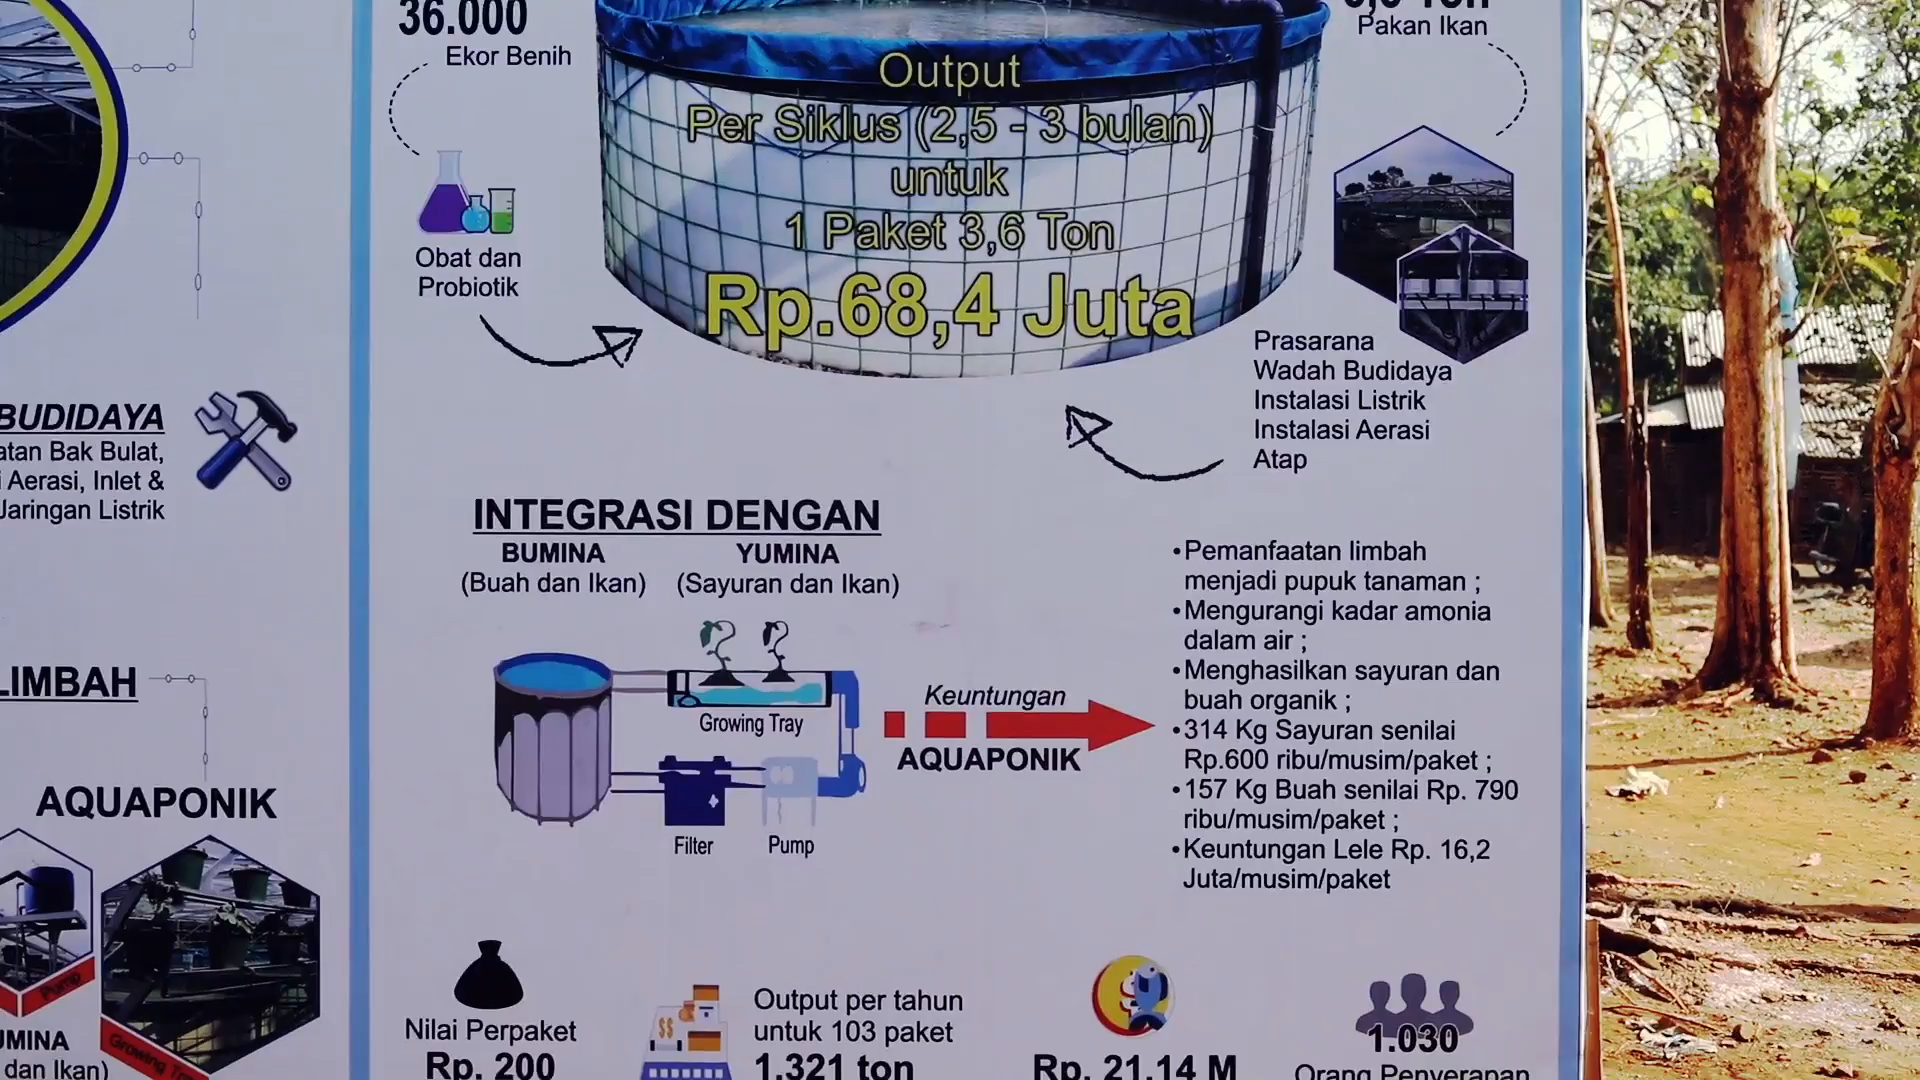 36.000
Ekor Benih
Ton
Pakan Ikan
Output
Per Siklus (2,5 - 3 bulan)
untuk
1 Paket 3,6 Ton
Rp.68,4 Juta
Obat dan
Probiotik
Prasarana
Wadah Budidaya
Instalasi Listrik
Instalasi Aerasi
Atap
BUDIDAYA
Bak Bulat,
Aerasi, Inlet &
Jaringan Listrik
LIMBAH
AQUAPONIK
Pump
dan Ikan)
INTEGRASI DENGAN
BUMINA
(Buah dan Ikan)
YUMINA
(Sayuran dan Ikan)
Growing Tray
Filter
Pump
Keuntungan
AQUAPONIK
•Pemanfaatan limbah
menjadi pupuk tanaman ;
•Mengurangi kadar amonia
dalam air ;
•Menghasilkan sayuran dan
buah organik ;
•314 Kg Sayuran senilai
Rp.600 ribu/musim/paket ;
•157 Kg Buah senilai Rp. 790
ribu/musim/paket ;
•Keuntungan Lele Rp. 16,2
Juta/musim/paket
Nilai Perpaket
Rp. 200
Output per tahun
untuk 103 paket
1.321 ton
Rp. 21,14 M
1.030
Orang Penyerapan